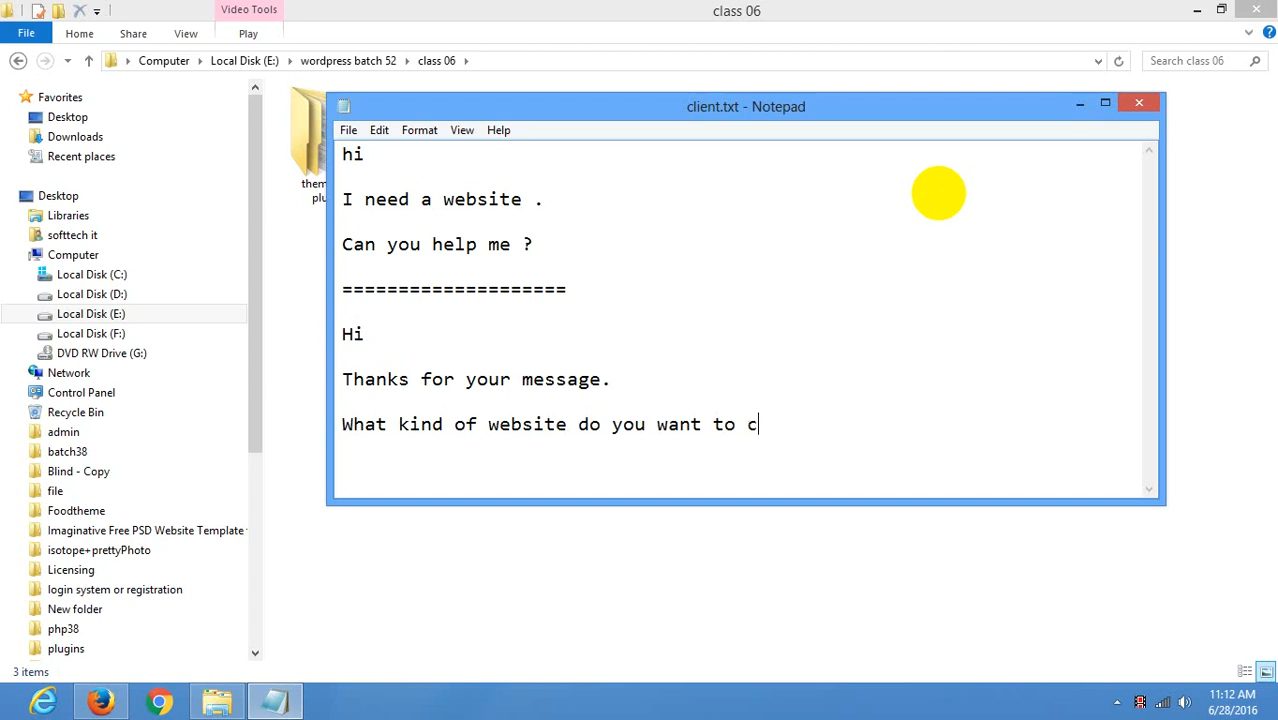 Video Tools
class 06
File
Home
Share
View
Play
Computer
Local Disk (E:)
wordpress batch 52
class 06
Search class 06
Favorites
Desktop
Downloads
Recent places
Desktop
Libraries
softtech it
Computer
Local Disk (C:)
Local Disk (D:)
Local Disk (E:)
Local Disk (F:)
DVD RW Drive (G:)
Network
Control Panel
Recycle Bin
admin
batch38
Blind - Copy
file
Foodtheme
Imaginative Free PSD Website Template
isotope+prettyPhoto
Licensing
login system or registration
New folder
php38
plugins
them
plu
client.txt - Notepad
File Edit Format View Help
hi
I need a website .
Can you help me ?
====================
Hi
Thanks for your message.
What kind of website do you want to c
3 items
11:12 AM
6/28/2016